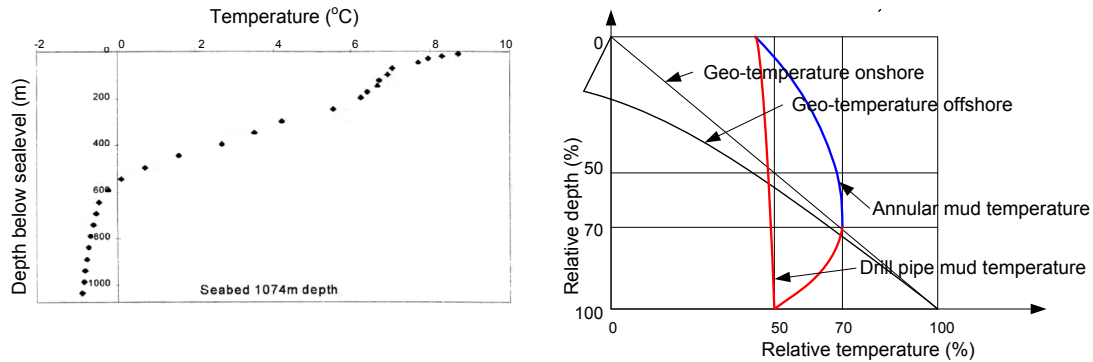 Temperature (°C)
-2 0 2 4 6 8 10
0
200
400
600
800
1000
Depth below sealevel (m)
Seabed 1074m depth
0
Geo-temperature onshore
Geo-temperature offshore
50
Annular mud temperature
70
Drill pipe mud temperature
100
Relative depth (%)
0 50 70 100
Relative temperature (%)